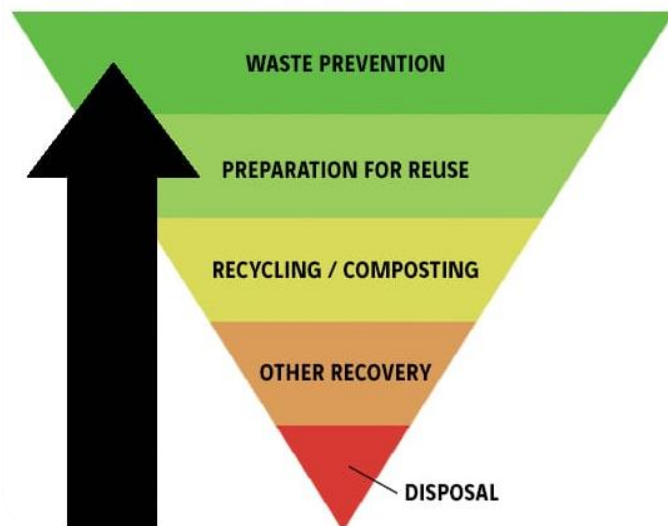 WASTE PREVENTION
PREPARATION FOR REUSE
RECYCLING / COMPOSTING
OTHER RECOVERY
DISPOSAL